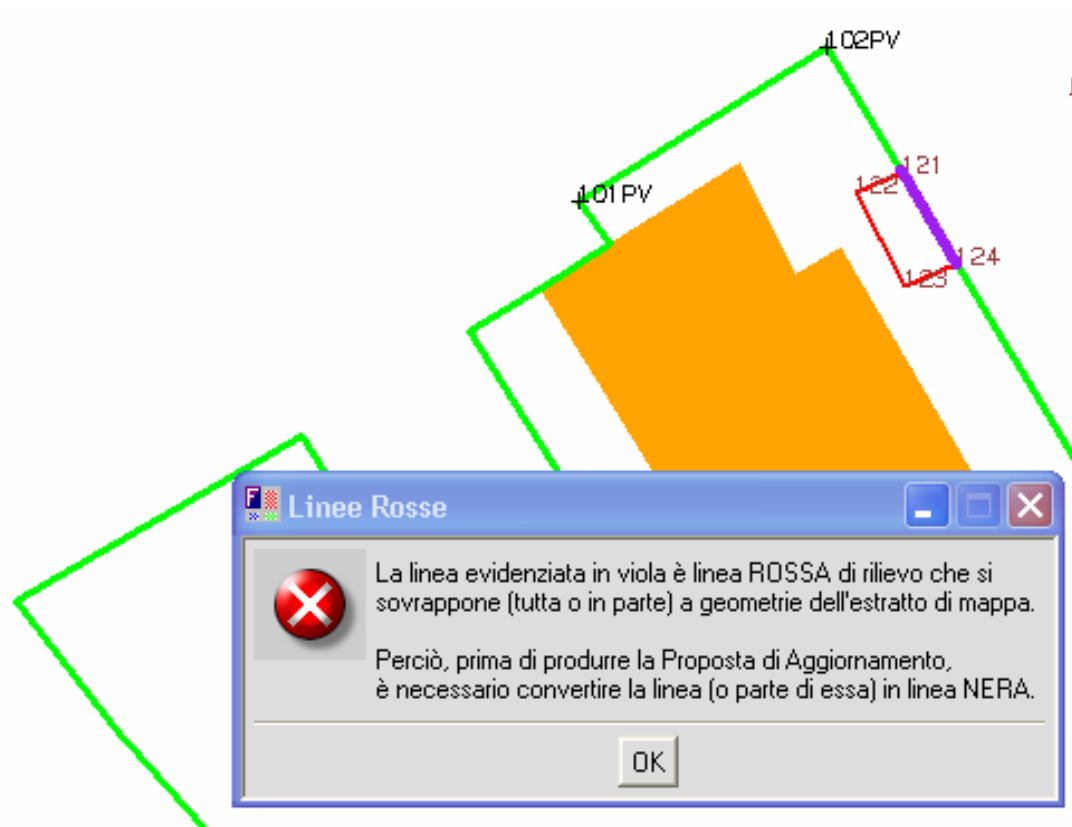 102PV
121
122
101PV
124
123
Linee Rosse
La linea evidenziata in viola è linea ROSSA di rilievo che si
sovrappone (tutta o in parte) a geometrie dell'estratto di mappa.
Perciò, prima di produrre la Proposta di Aggiornamento,
è necessario convertire la linea (o parte di essa) in linea NERA.
OK